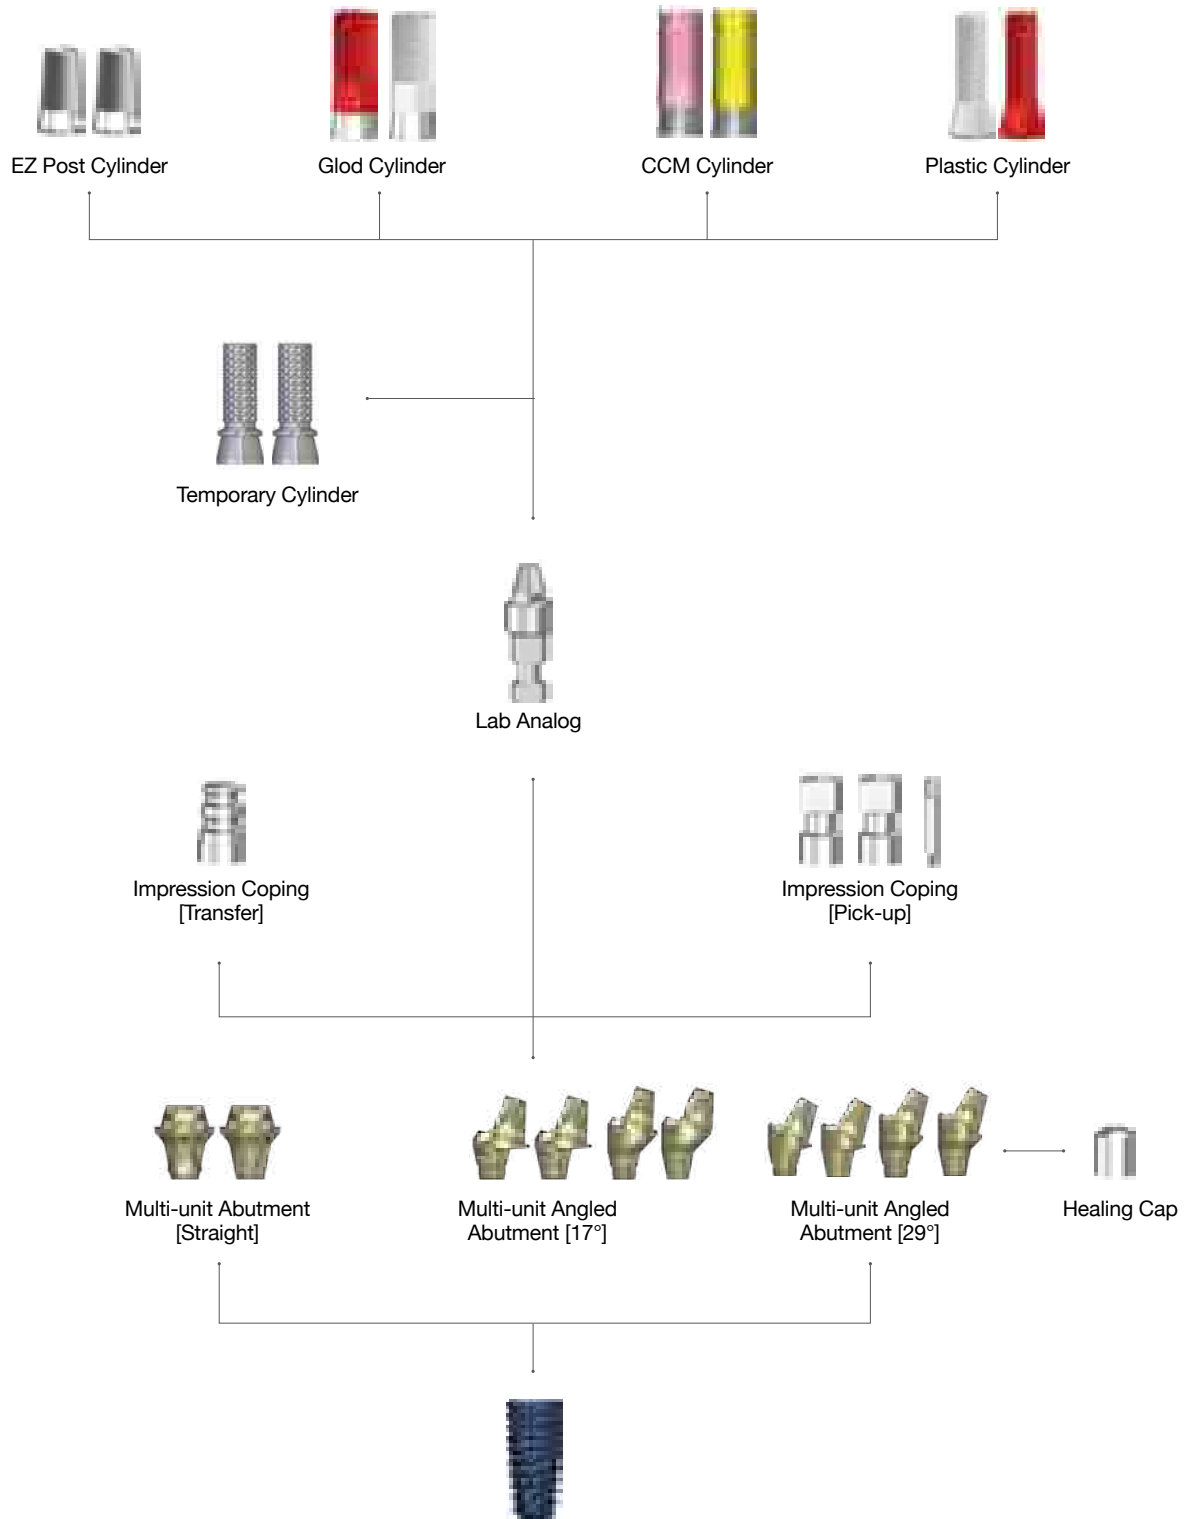 EZ Post Cylinder
Glod Cylinder
CCM Cylinder
Plastic Cylinder
Temporary Cylinder
Lab Analog
Impression Coping
[Transfer]
Impression Coping
[Pick-up]
Multi-unit Abutment
[Straight]
Multi-unit Angled
Abutment [17°]
Multi-unit Angled
Abutment [29°]
Healing Cap